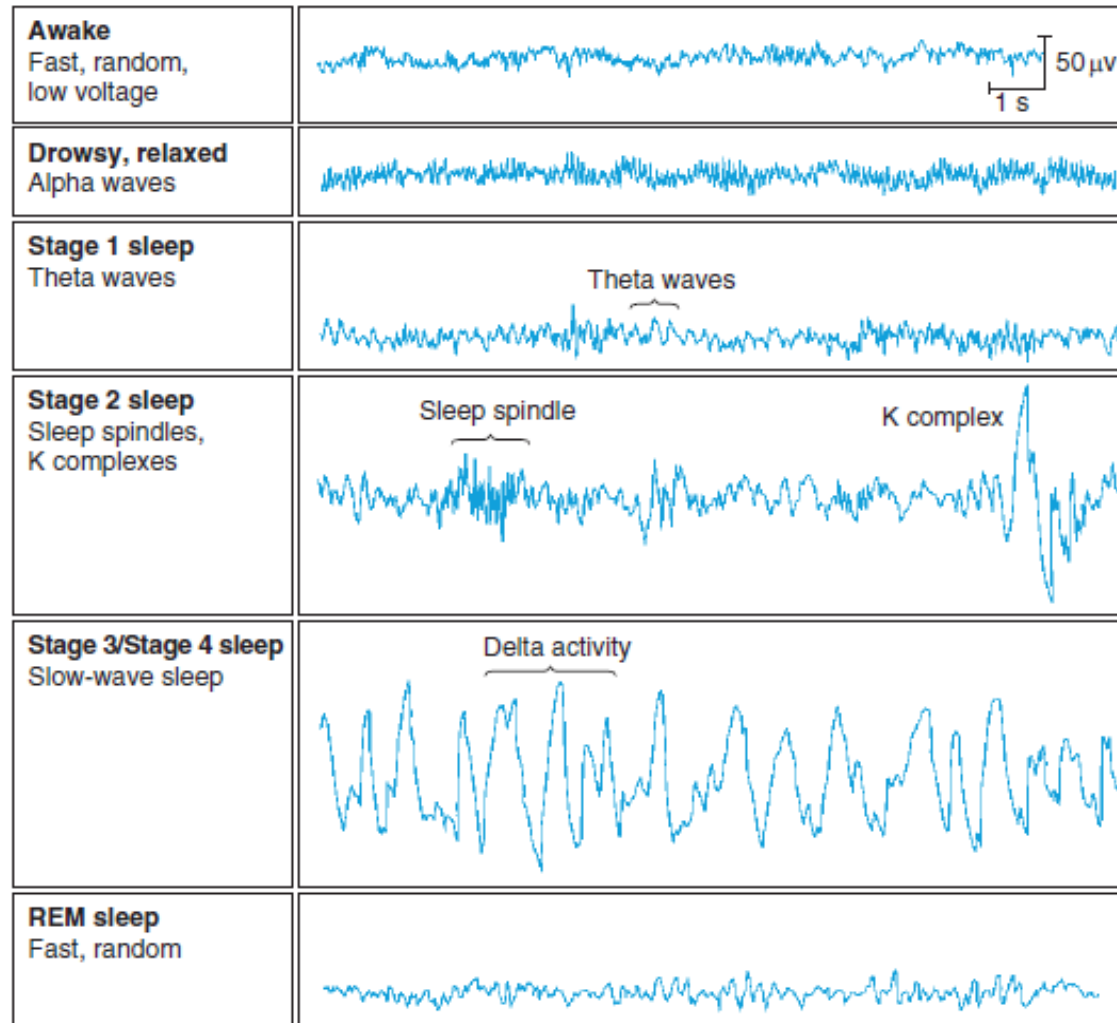 Awake
Fast, random,
low voltage
50 μv
1 s
Drowsy, relaxed
Alpha waves
Stage 1 sleep
Theta waves
Theta waves
Stage 2 sleep
Sleep spindles,
K complexes
Sleep spindle
K complex
Stage 3/Stage 4 sleep
Slow-wave sleep
Delta activity
REM sleep
Fast, random